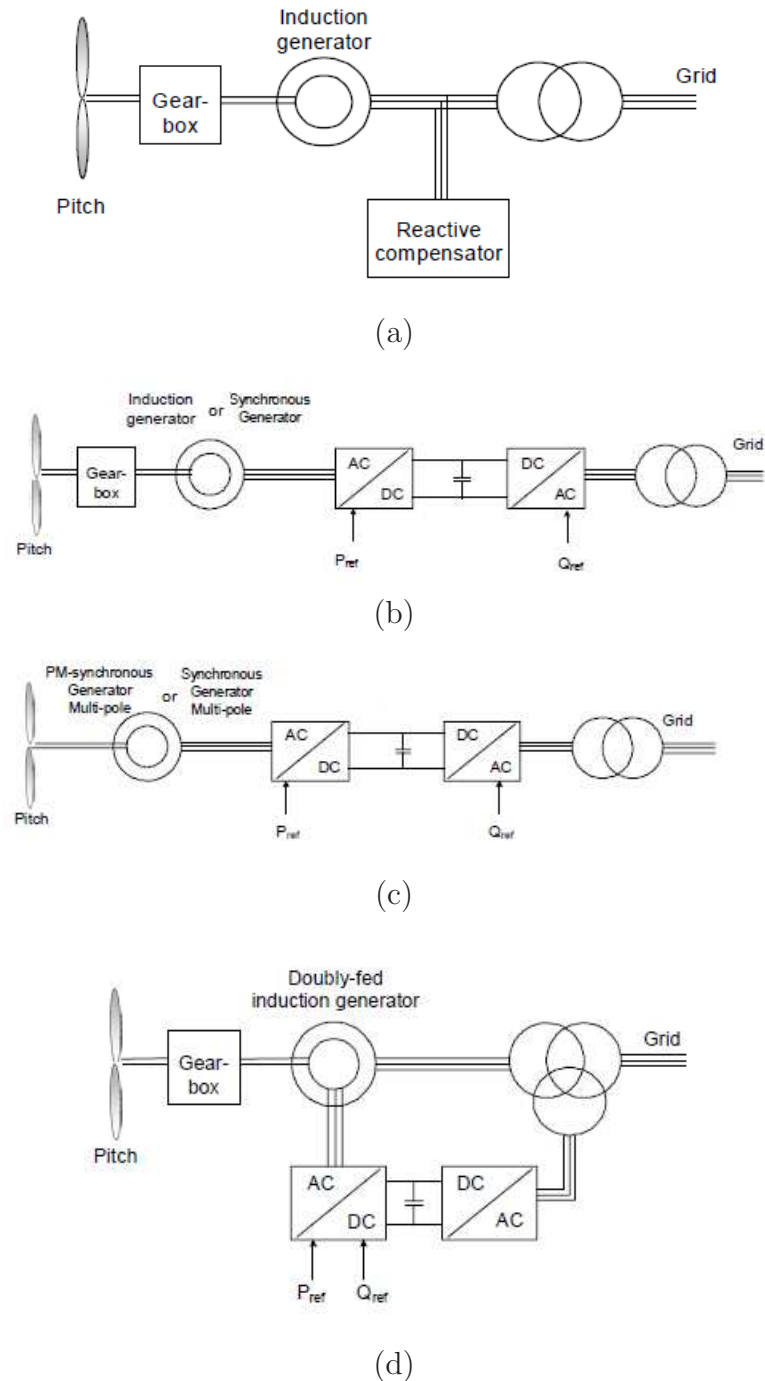 Induction
generator
Grid
Gear-
box
Pitch
Reactive
compensator
(a)
Induction
generator
or
Synchronous
Generator
Grid
Gear-
box
AC
DC
DC
AC
Pitch
Pref
Qref
(b)
PM-synchronous
Generator
Multi-pole
or
Synchronous
Generator
Multi-pole
Grid
AC
DC
DC
AC
Pitch
Pref
Qref
(c)
Doubly-fed
induction generator
Grid
Gear-
box
Pitch
AC
DC
DC
AC
Pref
Qref
(d)